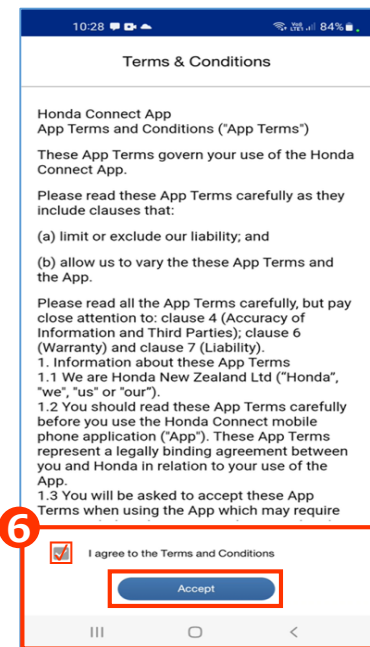 10:28 84%
Terms & Conditions
Honda Connect App
App Terms and Conditions ("App Terms")
These App Terms govern your use of the Honda
Connect App.
Please read these App Terms carefully as they
include clauses that:
(a) limit or exclude our liability; and
(b) allow us to vary the these App Terms and
the App.
Please read all the App Terms carefully, but pay
close attention to: clause 4 (Accuracy of
Information and Third Parties); clause 6
(Warranty) and clause 7 (Liability).
1. Information about these App Terms
1.1 We are Honda New Zealand Ltd (“Honda”,
"we", "us" or "our").
1.2 You should read these App Terms carefully
before you use the Honda Connect mobile
phone application ("App"). These App Terms
represent a legally binding agreement between
you and Honda in relation to your use of the
App.
1.3 You will be asked to accept these App
Terms when using the App which may require
6
I agree to the Terms and Conditions
Accept